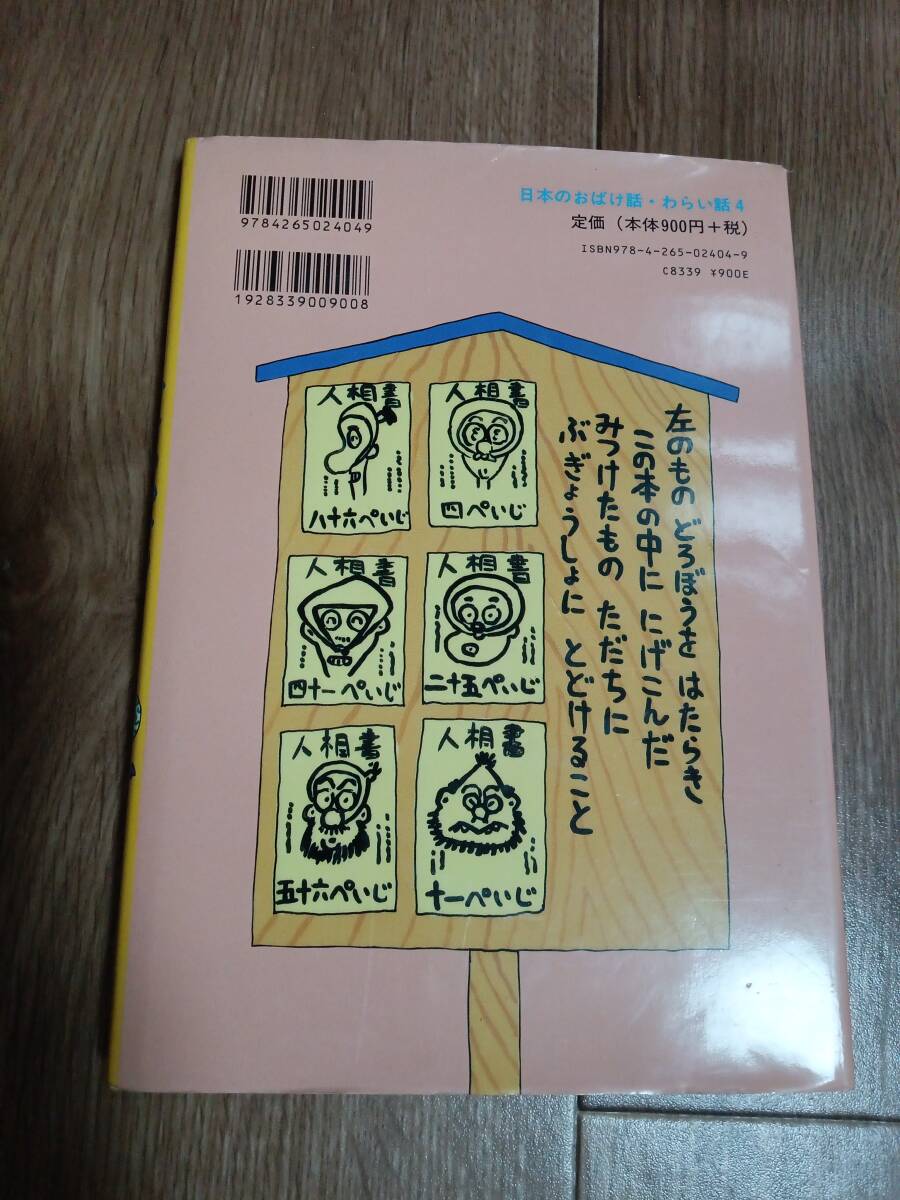 9784265024049
1928339009008
日本のおばけ話・わらい話 4
定価（本体900円＋税）
ISBN978-4-265-02404-9
C8339 ¥900E
左のもの どろぼうを はたらき
この本の中に にげこんだ
みつけたもの ただちに
ぶぎょうしょに とどけること
人相書
四ぺいじ
人相書
八十六ぺいじ
人相書
二十五ぺいじ
人相書
四十一ぺいじ
人相書
十一ぺいじ
人相書
五十六ぺいじ